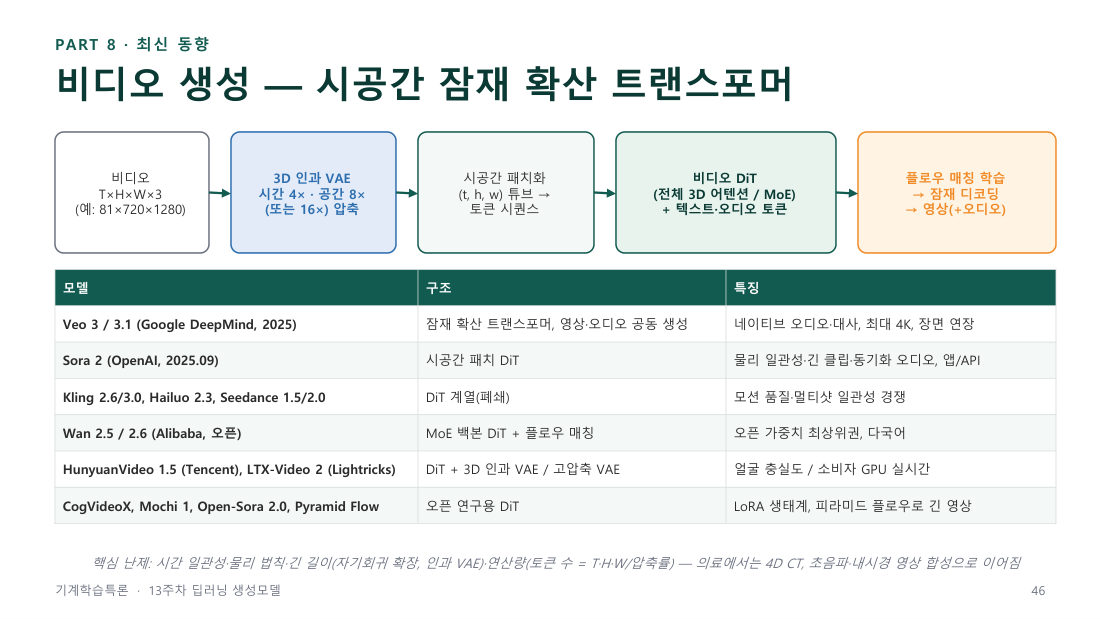 PART 8 · 최신 동향
비디오 생성 — 시공간 잠재 확산 트랜스포머
비디오
T×H×W×3
(예: 81×720×1280)
3D 인과 VAE
시간 4× · 공간 8×
(또는 16×) 압축
시공간 패치화
(t, h, w) 튜브 →
토큰 시퀀스
비디오 DiT
(전체 3D 어텐션 / MoE)
+ 텍스트·오디오 토큰
플로우 매칭 학습
→ 잠재 디코딩
→ 영상(+오디오)
모델 구조 특징
Veo 3 / 3.1 (Google DeepMind, 2025) 잠재 확산 트랜스포머, 영상·오디오 공동 생성 네이티브 오디오·대사, 최대 4K, 장면 연장
Sora 2 (OpenAI, 2025.09) 시공간 패치 DiT 물리 일관성·긴 클립·동기화 오디오, 앱/API
Kling 2.6/3.0, Hailuo 2.3, Seedance 1.5/2.0 DiT 계열(폐쇄) 모션 품질·멀티샷 일관성 경쟁
Wan 2.5 / 2.6 (Alibaba, 오픈) MoE 백본 DiT + 플로우 매칭 오픈 가중치 최상위권, 다국어
HunyuanVideo 1.5 (Tencent), LTX-Video 2 (Lightricks) DiT + 3D 인과 VAE / 고압축 VAE 얼굴 충실도 / 소비자 GPU 실시간
CogVideoX, Mochi 1, Open-Sora 2.0, Pyramid Flow 오픈 연구용 DiT LoRA 생태계, 피라미드 플로우로 긴 영상
핵심 난제: 시간 일관성·물리 법칙·긴 길이(자기회귀 확장, 인과 VAE)·연산량(토큰 수 = T·H·W/압축률) — 의료에서는 4D CT, 초음파·내시경 영상 합성으로 이어짐
기계학습특론 · 13주차 딥러닝 생성모델 46